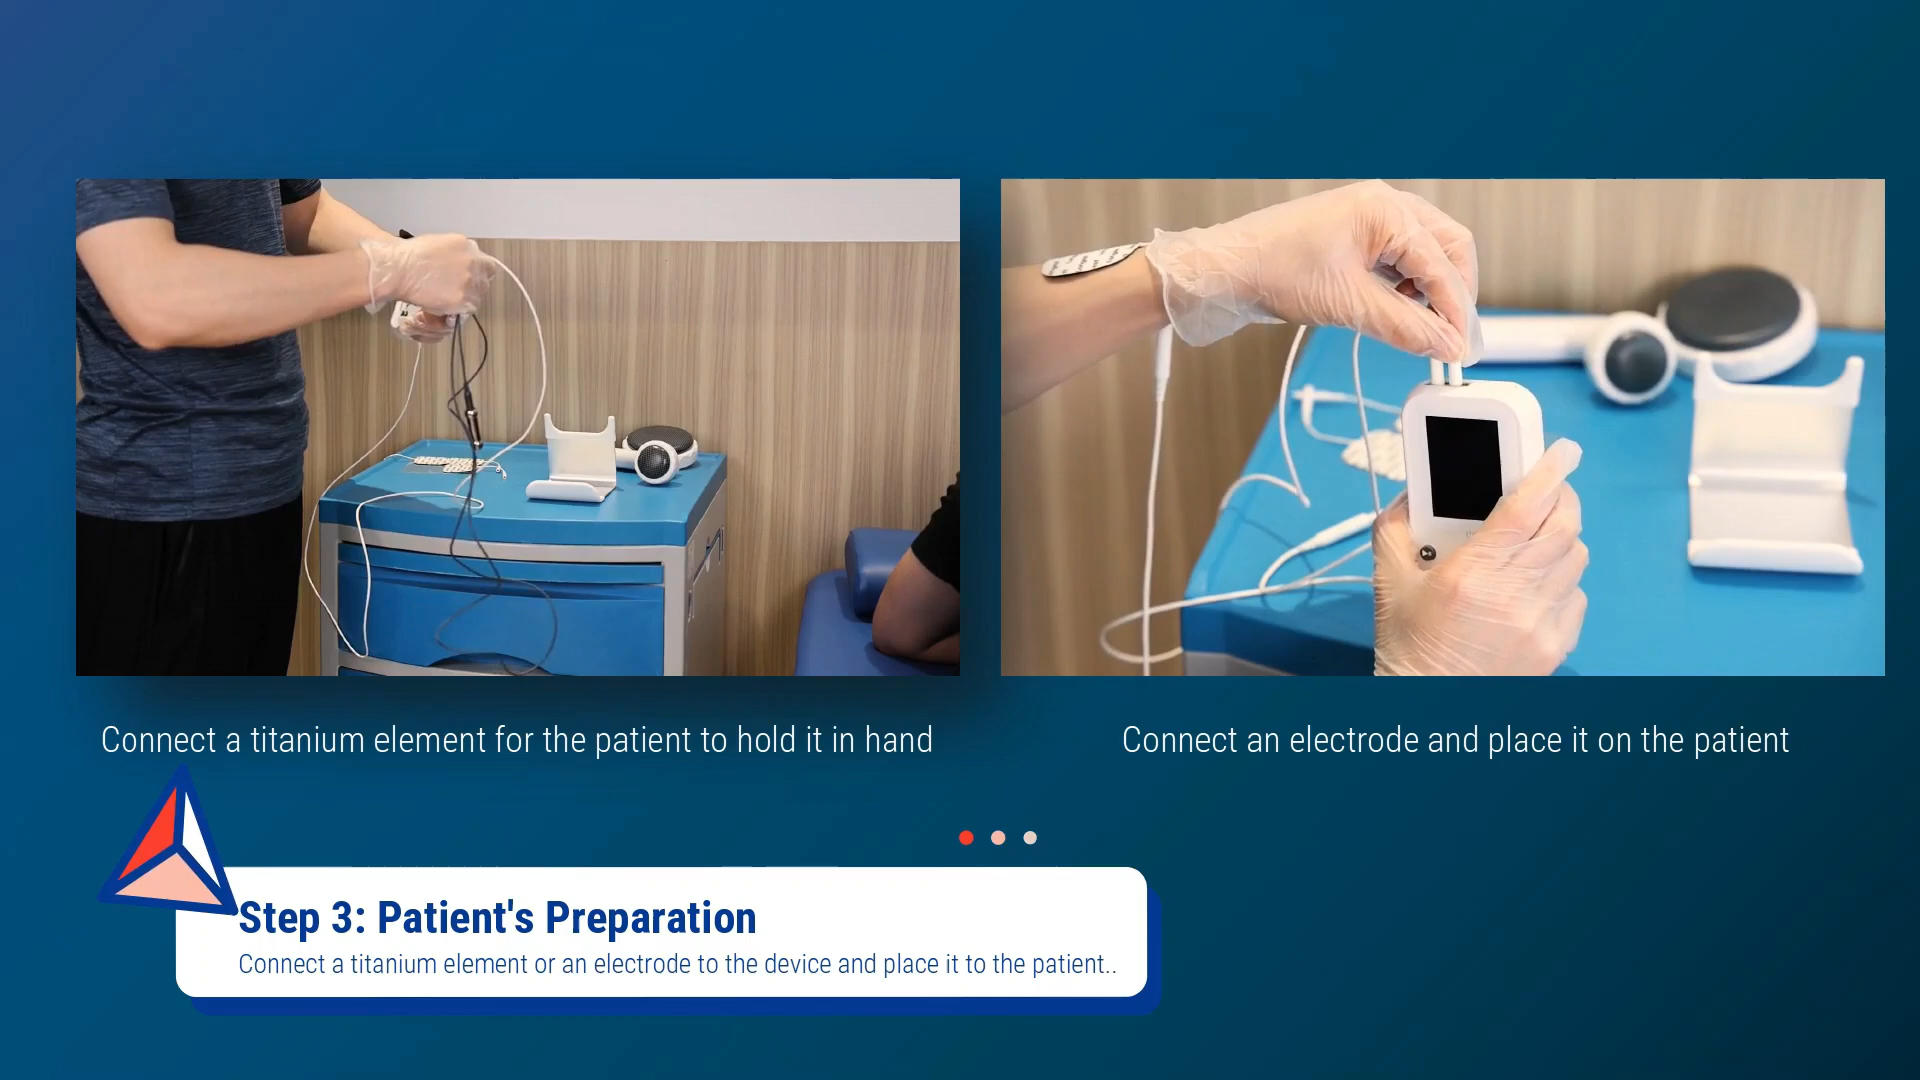 Connect a titanium element for the patient to hold it in hand
Connect an electrode and place it on the patient
Step 3: Patient's Preparation
Connect a titanium element or an electrode to the device and place it to the patient..